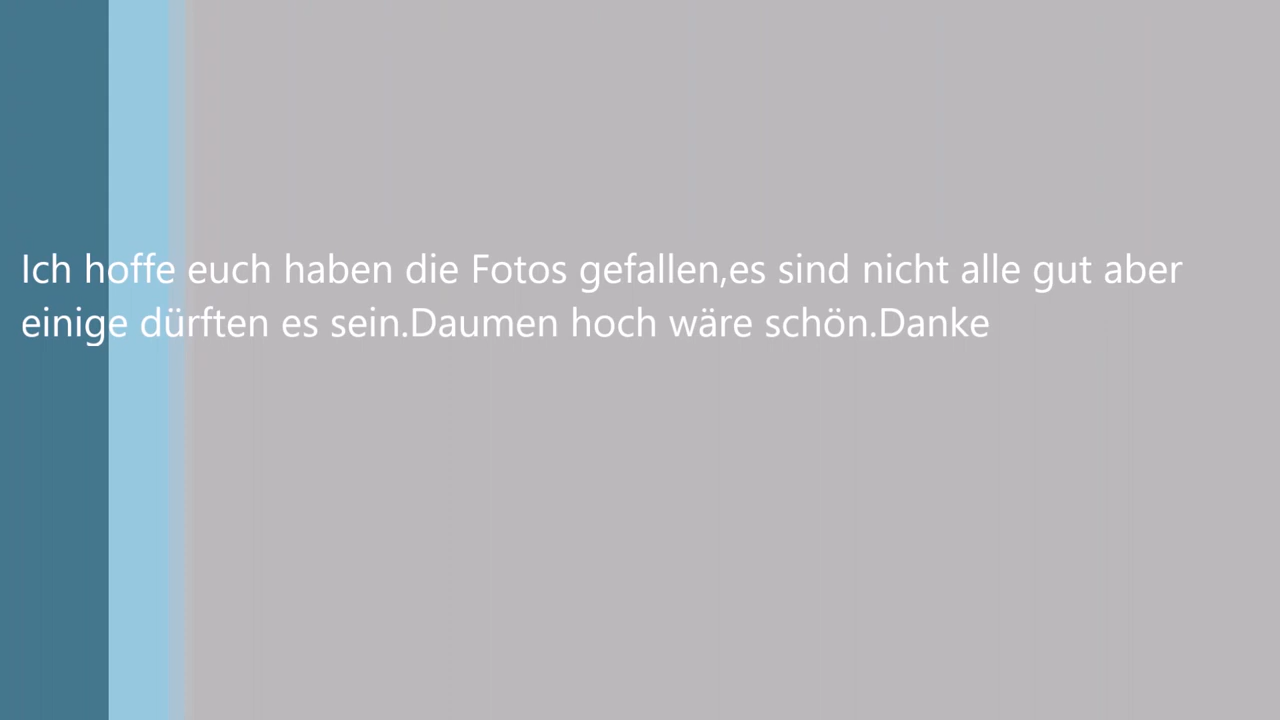 Ich hoffe euch haben die Fotos gefallen,es sind nicht alle gut aber
einige dürften es sein.Daumen hoch wäre schön.Danke